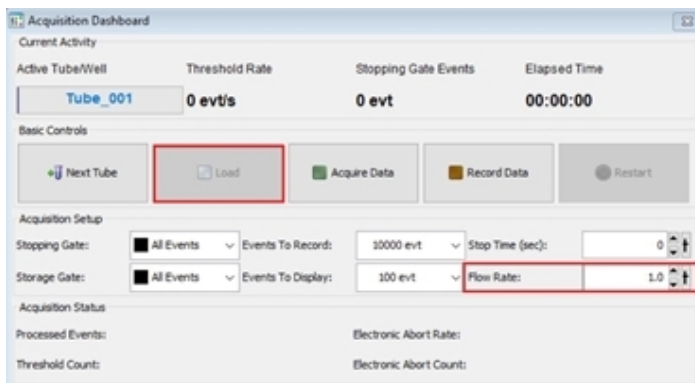 Acquisition Dashboard
Current Activity
Active Tube/Well Threshold Rate Stopping Gate Events Elapsed Time
Tube_001 0 evt/s 0 evt 00:00:00
Basic Controls
Next Tube Load Acquire Data Record Data Restart
Acquisition Setup
Stopping Gate: All Events Events To Record: 10000 evt Stop Time (sec): 0
Storage Gate: All Events Events To Display: 100 evt Flow Rate: 1.0
Acquisition Status
Processed Events: Electronic Abort Rate:
Threshold Count: Electronic Abort Count: